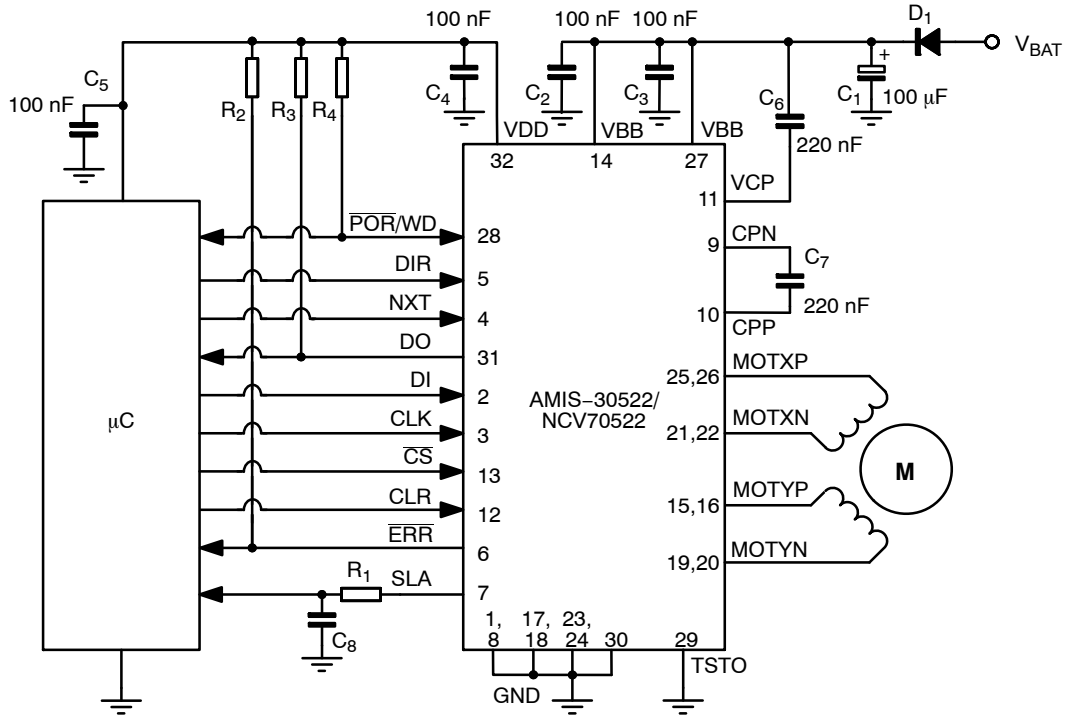 100 nF
100 nF
100 nF
D1
+
VBAT
C5
100 nF
R2
R3
R4
C4
C2
C3
C6
C1
100 µF
VDD
VBB
VBB
220 nF
32
14
27
11
VCP
POR/WD
28
9
CPN
DIR
5
C7
NXT
4
10
220 nF
CPP
DO
31
MOTXP
25,26
DI
2
AMIS–30522/
NCV70522
µC
CLK
3
21,22
MOTXN
CS
13
M
MOTYP
15,16
CLR
12
ERR
6
MOTYN
19,20
R1
SLA
7
C8
1,
8
17,
18
23,
24
30
29
TSTO
GND